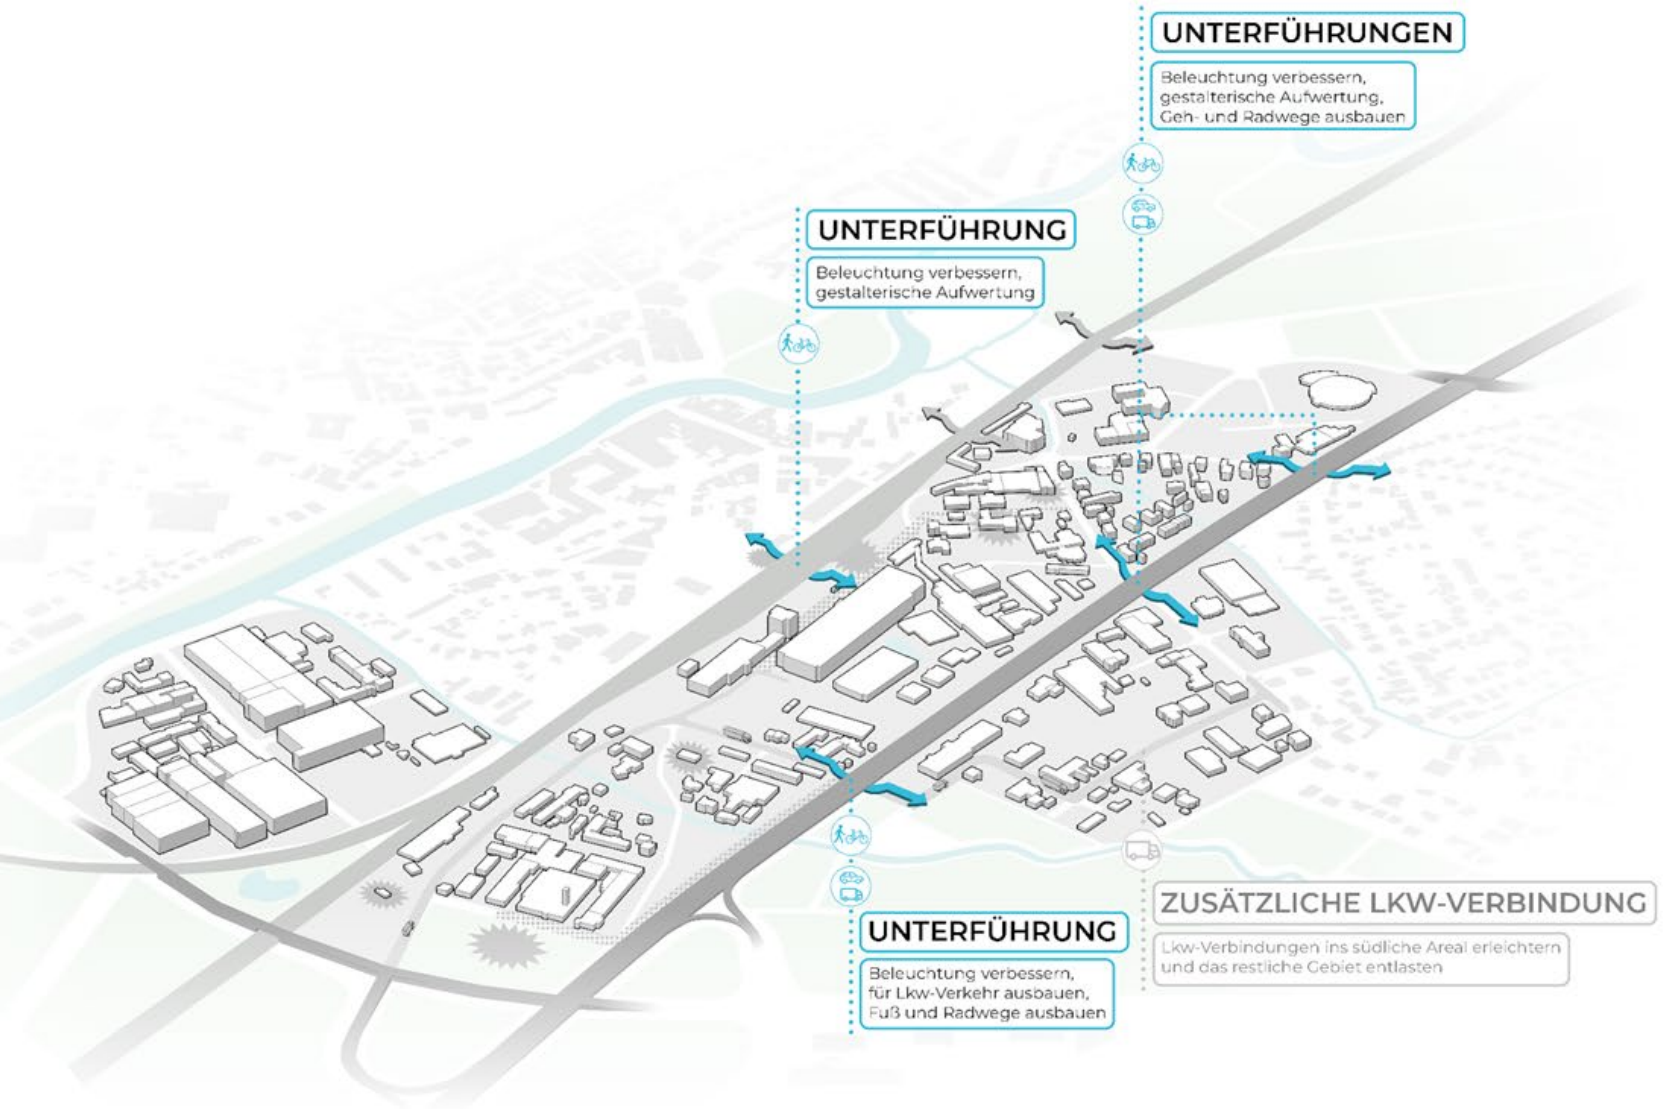 UNTERFÜHRUNGEN
Beleuchtung verbessern,
gestalterische Aufwertung,
Geh- und Radwege ausbauen
UNTERFÜHRUNG
Beleuchtung verbessern,
gestalterische Aufwertung
UNTERFÜHRUNG
Beleuchtung verbessern,
für Lkw-Verkehr ausbauen,
Fuß und Radwege ausbauen
ZUSÄTZLICHE LKW-VERBINDUNG
Lkw-Verbindungen ins südliche Areal erleichtern
und das restliche Gebiet entlasten